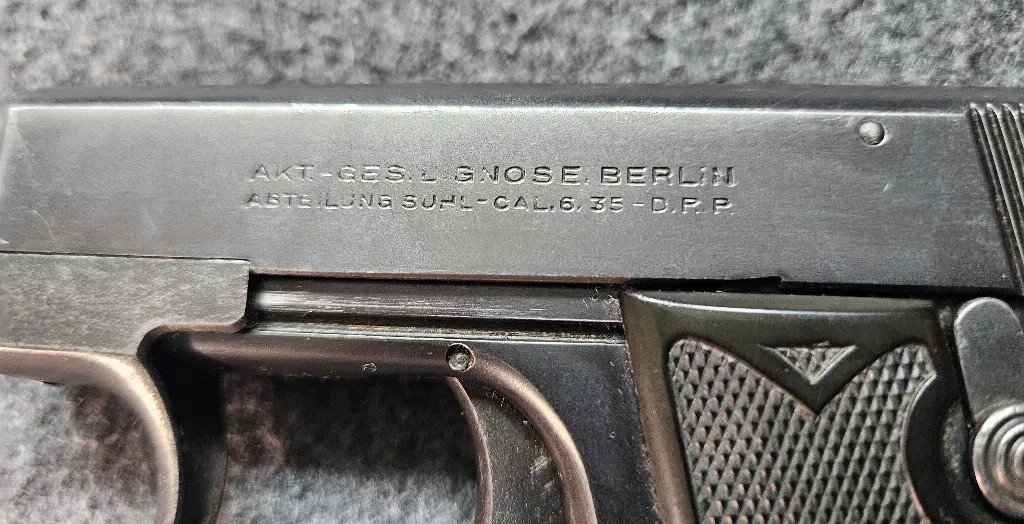 AKT.-GES. LIGNOSE, BERLIN
ABTEILUNG SUHL-CAL. 6,35-D.R.P.